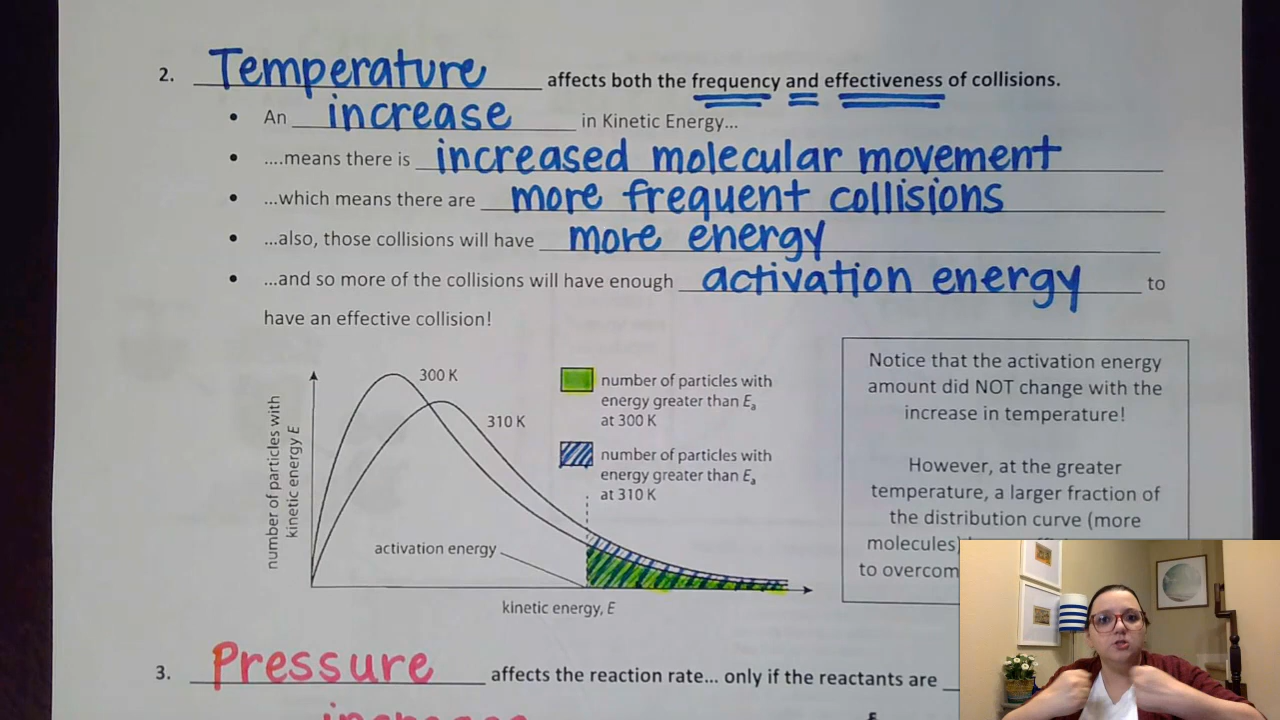 2. Temperature affects both the frequency and effectiveness of collisions.
• An increase in Kinetic Energy...
• ....means there is increased molecular movement
• ...which means there are more frequent collisions
• ...also, those collisions will have more energy
• ...and so more of the collisions will have enough activation energy to
have an effective collision!
number of particles with
kinetic energy E
300 K
310 K
activation energy
kinetic energy, E
number of particles with
energy greater than Eₐ
at 300 K
number of particles with
energy greater than Eₐ
at 310 K
Notice that the activation energy
amount did NOT change with the
increase in temperature!
However, at the greater
temperature, a larger fraction of
the distribution curve (more
molecules)
to overcom
3. Pressure affects the reaction rate... only if the reactants are